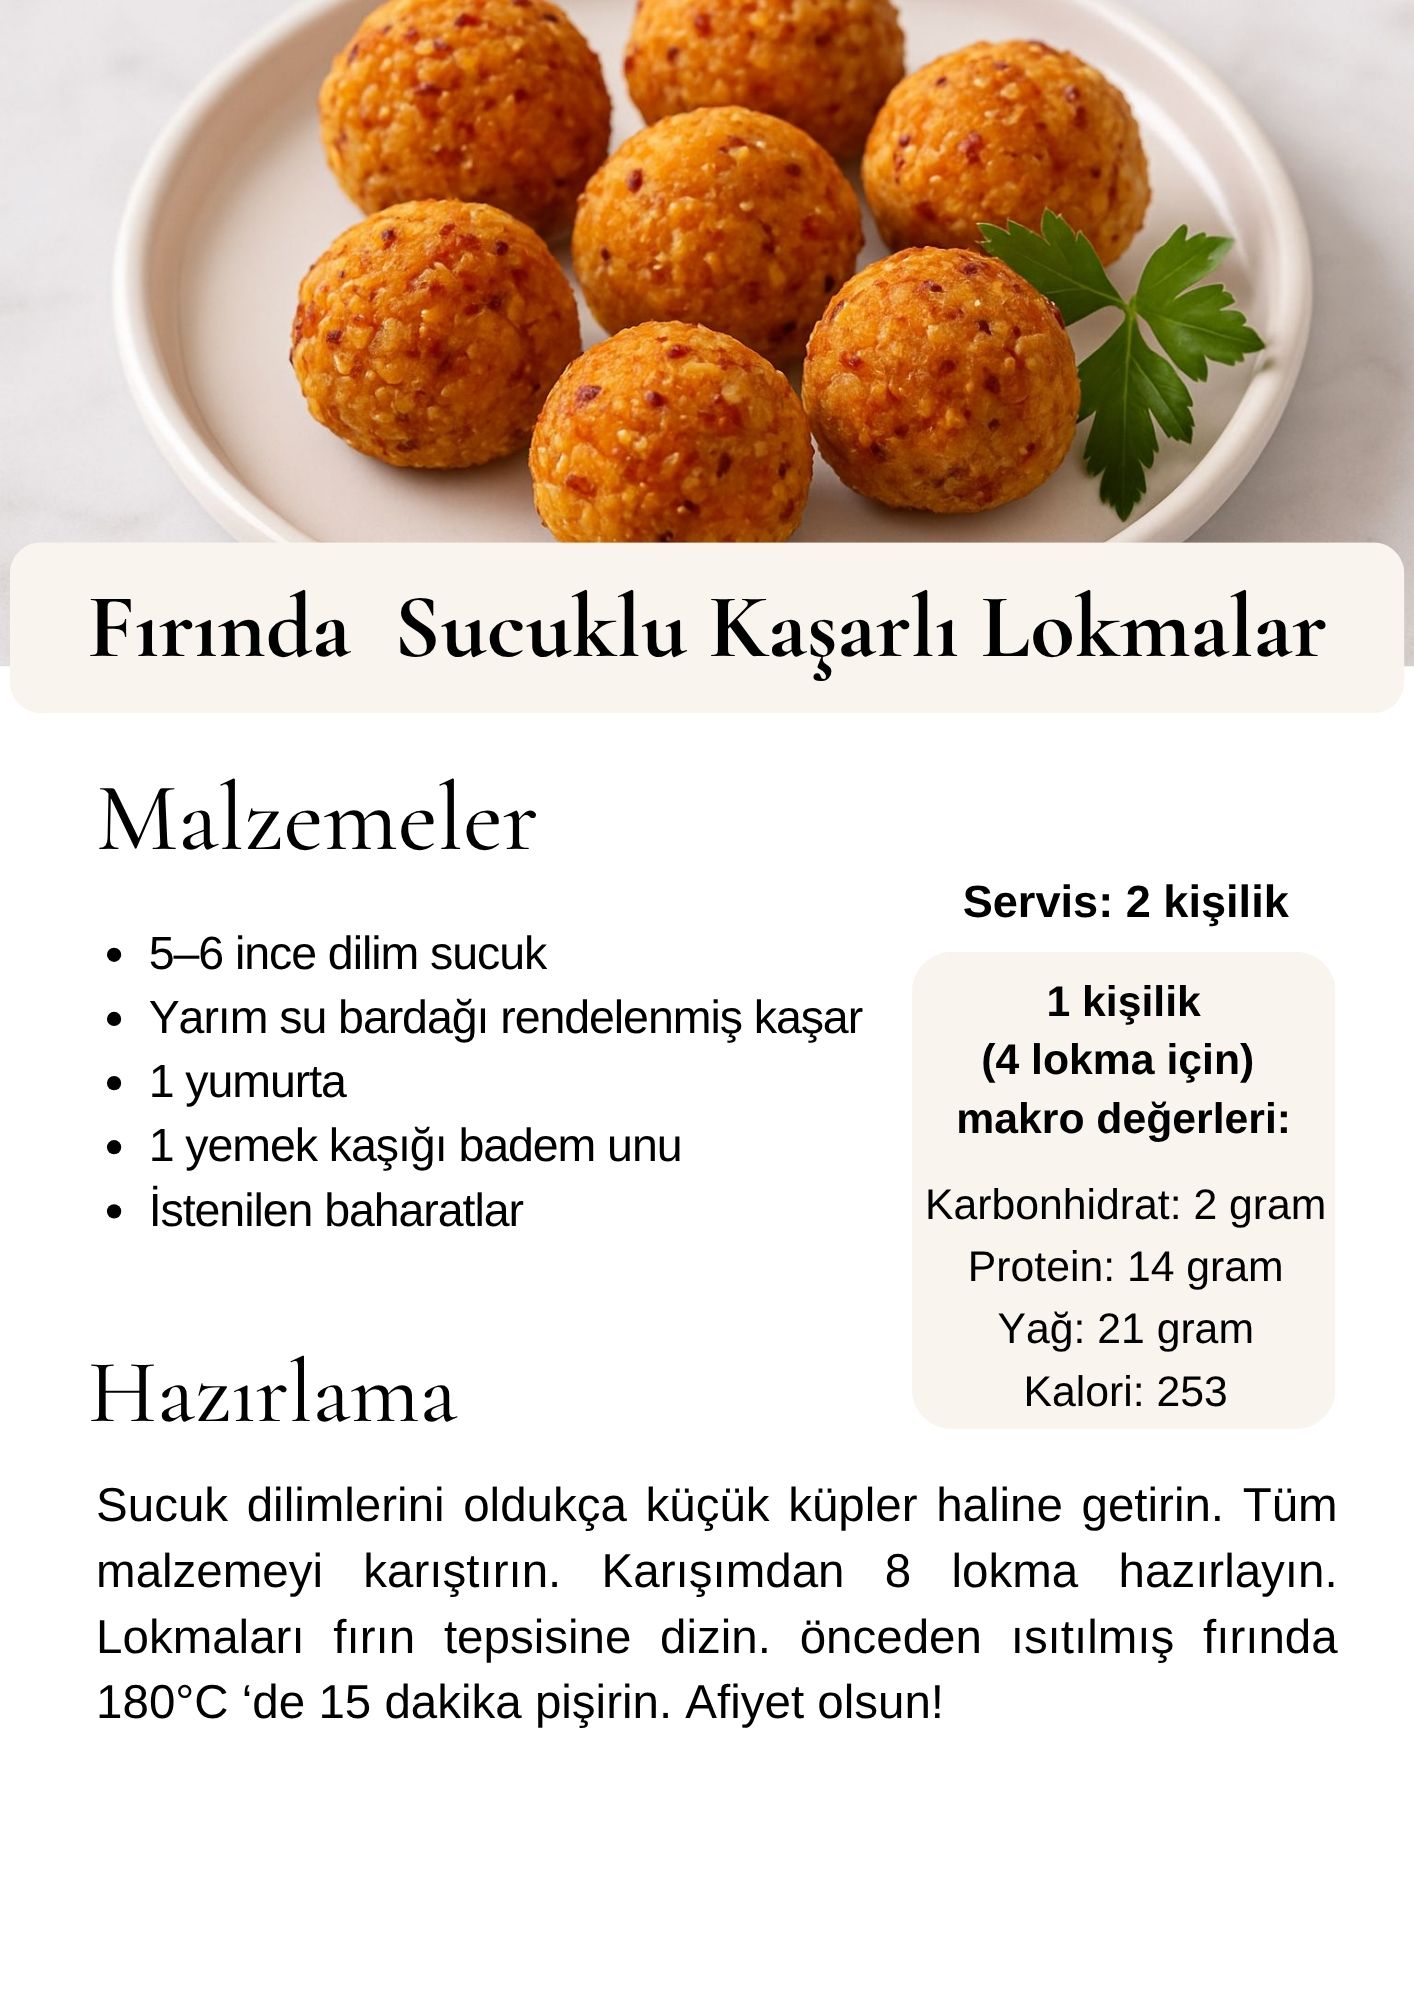 Fırında  Sucuklu Kaşarlı Lokmalar
Malzemeler
5–6 ince dilim sucuk
Yarım su bardağı rendelenmiş kaşar
1 yumurta
1 yemek kaşığı badem unu
İstenilen baharatlar
Servis: 2 kişilik
1 kişilik
(4 lokma için)
makro değerleri:
Karbonhidrat: 2 gram
Protein: 14 gram
Yağ: 21 gram
Kalori: 253
Hazırlama
Sucuk dilimlerini oldukça küçük küpler haline getirin. Tüm
malzemeyi karıştırın. Karışımdan 8 lokma hazırlayın.
Lokmaları fırın tepsisine dizin. önceden ısıtılmış fırında
180°C ‘de 15 dakika pişirin. Afiyet olsun!